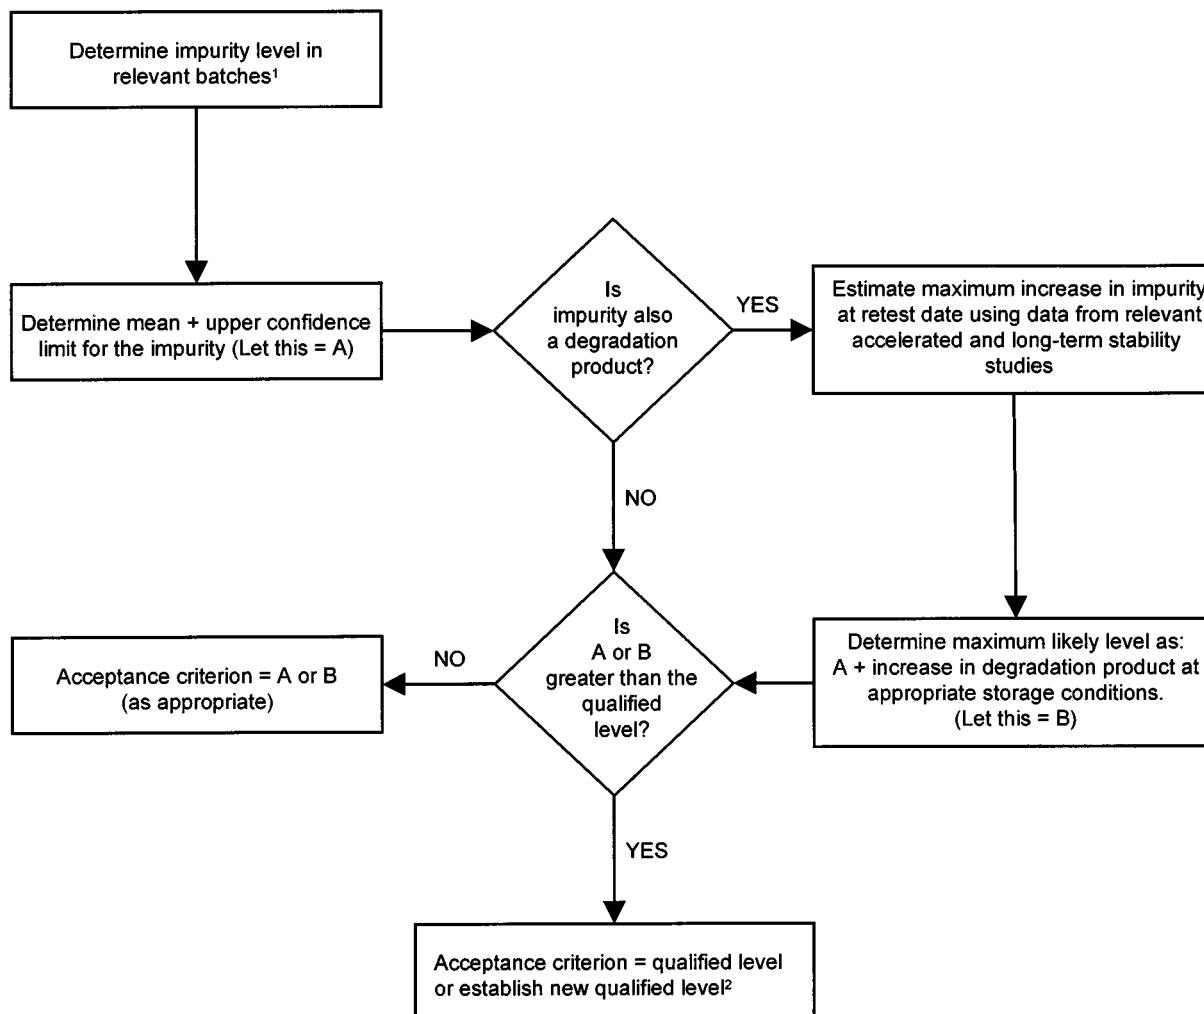 Determine impurity level in
relevant batches¹
Determine mean + upper confidence
limit for the impurity (Let this = A)
Is
impurity also
a degradation
product?
YES
Estimate maximum increase in impurity
at retest date using data from relevant
accelerated and long-term stability
studies
NO
Determine maximum likely level as:
A + increase in degradation product at
appropriate storage conditions.
(Let this = B)
Is
A or B
greater than the
qualified
level?
NO
Acceptance criterion = A or B
(as appropriate)
YES
Acceptance criterion = qualified level
or establish new qualified level²